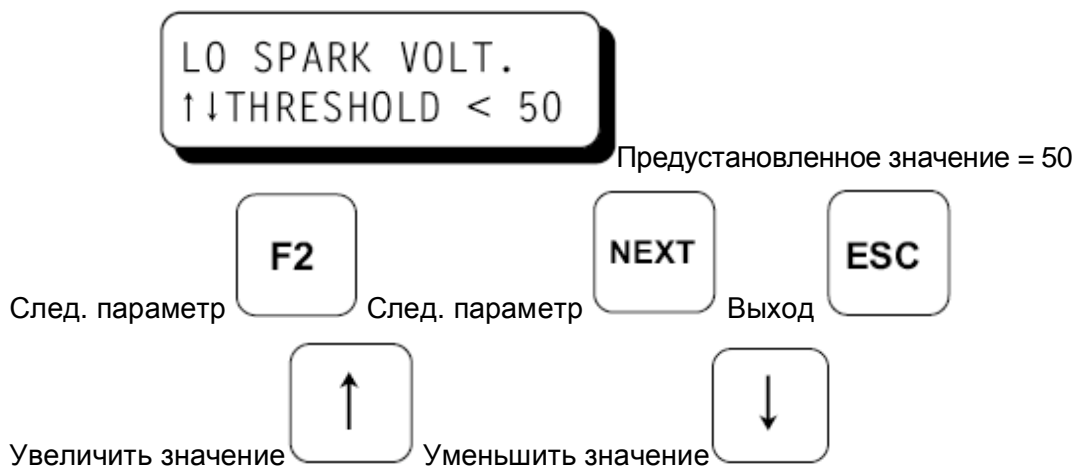 LO SPARK VOLT.
↑↓THRESHOLD < 50
Предустановленное значение = 50
След. параметр F2 След. параметр NEXT Выход ESC
Увеличить значение ↑ Уменьшить значение ↓